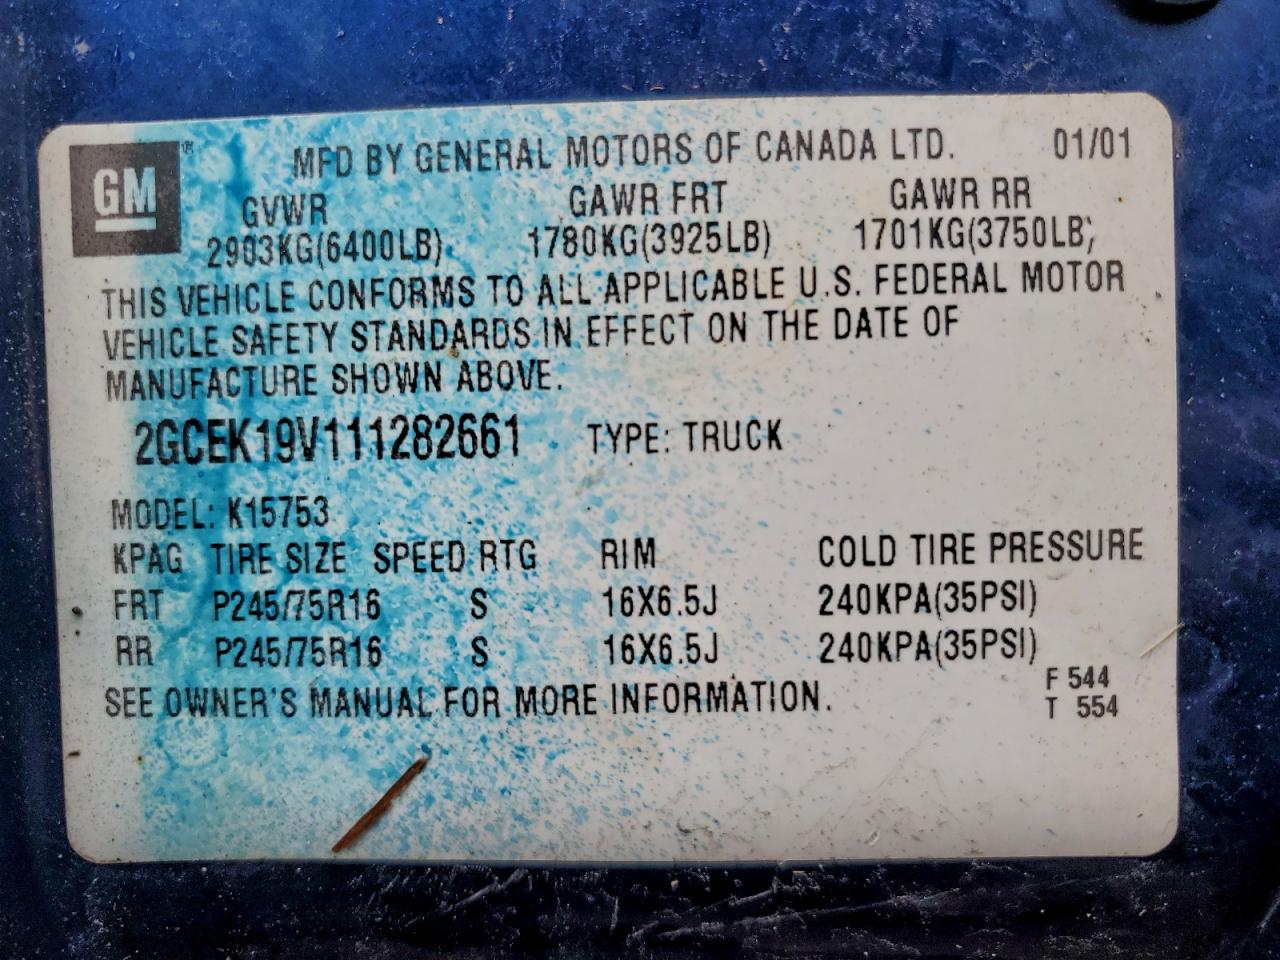 GM® MFD BY GENERAL MOTORS OF CANADA LTD. 01/01
GVWR GAWR FRT GAWR RR
2903KG(6400LB) 1780KG(3925LB) 1701KG(3750LB)
THIS VEHICLE CONFORMS TO ALL APPLICABLE U.S. FEDERAL MOTOR
VEHICLE SAFETY STANDARDS IN EFFECT ON THE DATE OF
MANUFACTURE SHOWN ABOVE.
2GCEK19V111282661 TYPE: TRUCK
MODEL: K15753
KPAG TIRE SIZE SPEED RTG RIM COLD TIRE PRESSURE
FRT P245/75R16 S 16X6.5J 240KPA(35PSI)
RR P245/75R16 S 16X6.5J 240KPA(35PSI)
SEE OWNER'S MANUAL FOR MORE INFORMATION.
F 544
T 554